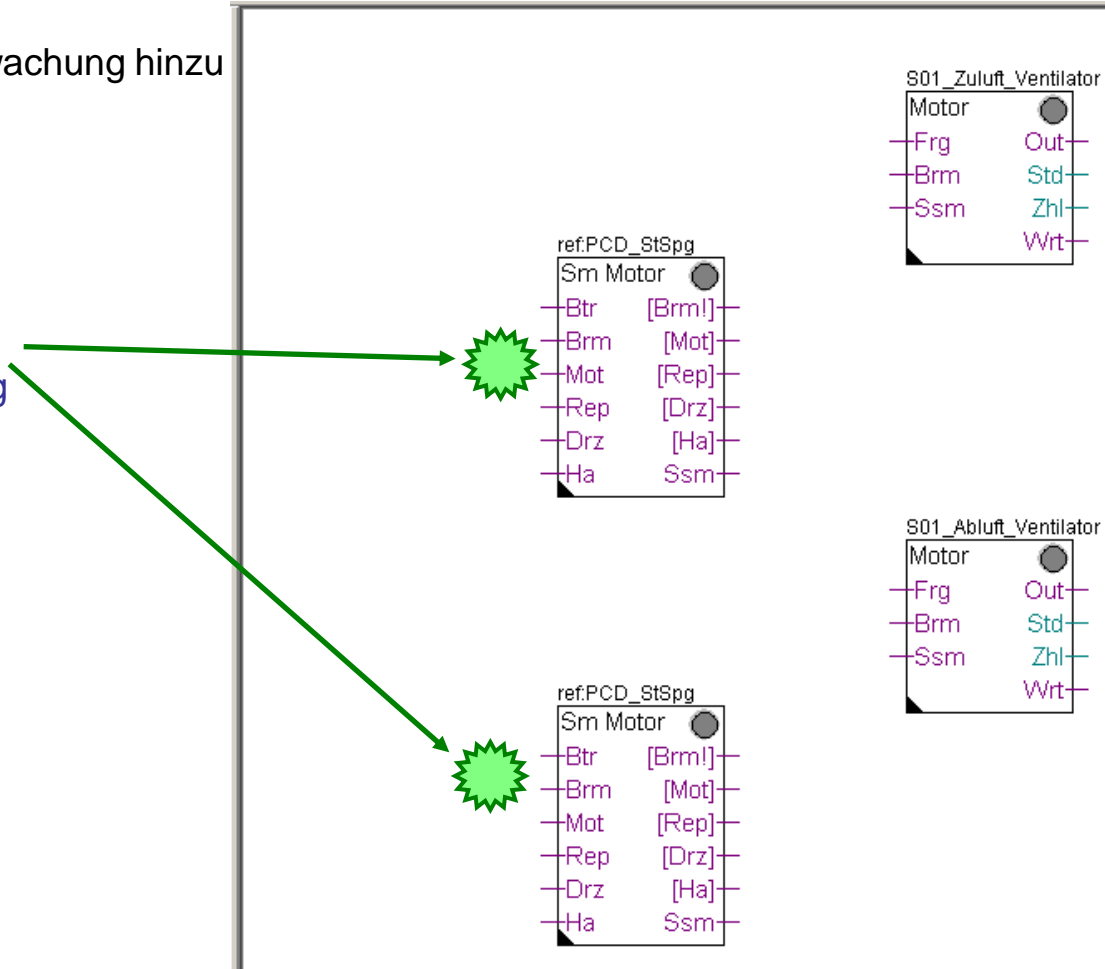 wachung hinzu
g
S01_Zuluft_Ventilator
Motor
Frg Out
Brm Std
Ssm Zhl
Wrt
ref:PCD_StSpg
Sm Motor
Btr [Brm!]
Brm [Mot]
Mot [Rep]
Rep [Drz]
Drz [Ha]
Ha Ssm
S01_Abluft_Ventilator
Motor
Frg Out
Brm Std
Ssm Zhl
Wrt
ref:PCD_StSpg
Sm Motor
Btr [Brm!]
Brm [Mot]
Mot [Rep]
Rep [Drz]
Drz [Ha]
Ha Ssm